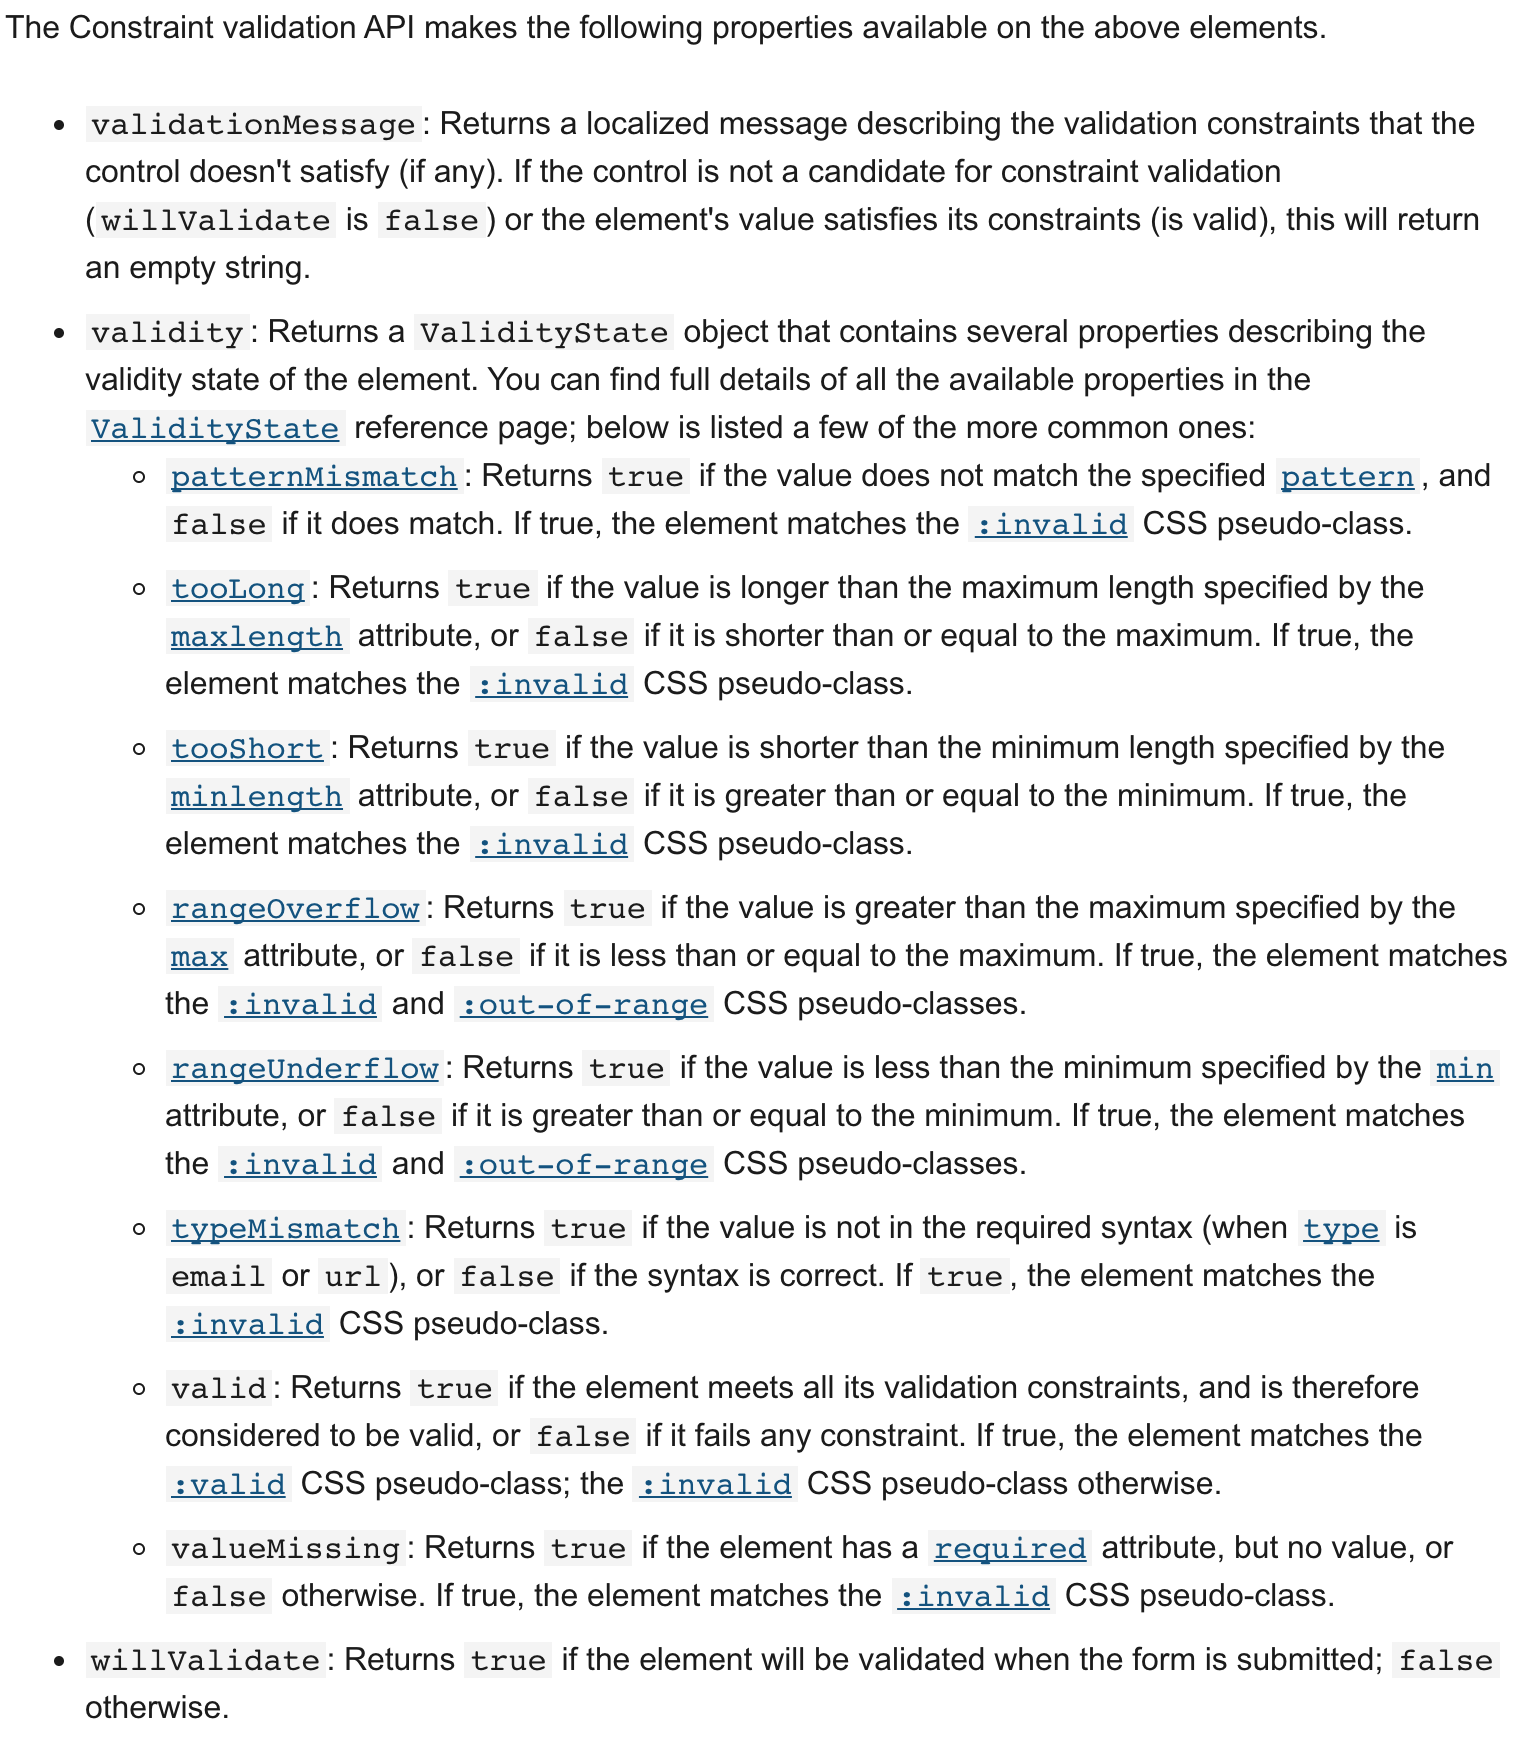 The Constraint validation API makes the following properties available on the above elements.
• validationMessage: Returns a localized message describing the validation constraints that the
control doesn't satisfy (if any). If the control is not a candidate for constraint validation
(willValidate is false) or the element's value satisfies its constraints (is valid), this will return
an empty string.
• validity: Returns a ValidityState object that contains several properties describing the
validity state of the element. You can find full details of all the available properties in the
ValidityState reference page; below is listed a few of the more common ones:
◦ patternMismatch: Returns true if the value does not match the specified pattern, and
false if it does match. If true, the element matches the :invalid CSS pseudo-class.
◦ tooLong: Returns true if the value is longer than the maximum length specified by the
maxlength attribute, or false if it is shorter than or equal to the maximum. If true, the
element matches the :invalid CSS pseudo-class.
◦ tooShort: Returns true if the value is shorter than the minimum length specified by the
minlength attribute, or false if it is greater than or equal to the minimum. If true, the
element matches the :invalid CSS pseudo-class.
◦ rangeOverflow: Returns true if the value is greater than the maximum specified by the
max attribute, or false if it is less than or equal to the maximum. If true, the element matches
the :invalid and :out-of-range CSS pseudo-classes.
◦ rangeUnderflow: Returns true if the value is less than the minimum specified by the min
attribute, or false if it is greater than or equal to the minimum. If true, the element matches
the :invalid and :out-of-range CSS pseudo-classes.
◦ typeMismatch: Returns true if the value is not in the required syntax (when type is
email or url), or false if the syntax is correct. If true, the element matches the
:invalid CSS pseudo-class.
◦ valid: Returns true if the element meets all its validation constraints, and is therefore
considered to be valid, or false if it fails any constraint. If true, the element matches the
:valid CSS pseudo-class; the :invalid CSS pseudo-class otherwise.
◦ valueMissing: Returns true if the element has a required attribute, but no value, or
false otherwise. If true, the element matches the :invalid CSS pseudo-class.
• willValidate: Returns true if the element will be validated when the form is submitted; false
otherwise.